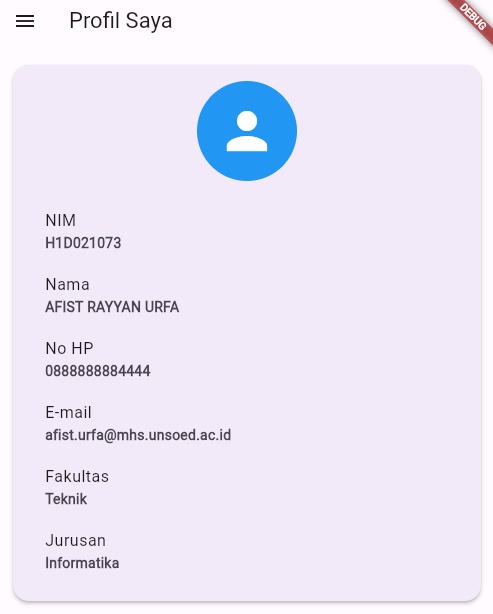 Profil Saya
DEBUG
NIM
H1D021073
Nama
AFIST RAYYAN URFA
No HP
0888888884444
E-mail
afist.urfa@mhs.unsoed.ac.id
Fakultas
Teknik
Jurusan
Informatika